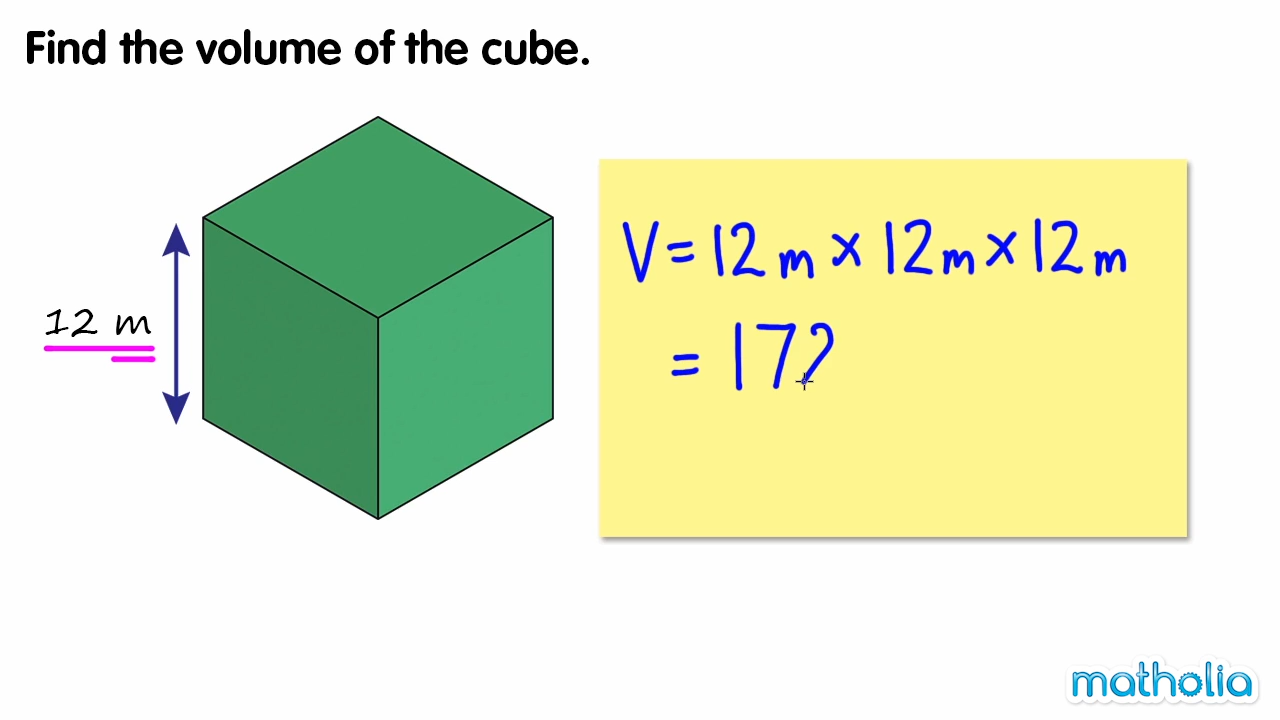 Find the volume of the cube.
12 m
V = 12 m × 12 m × 12 m
= 172
matholia